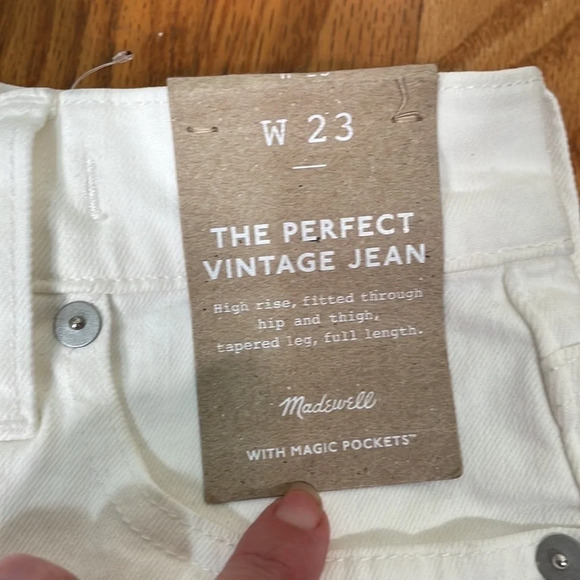 W 23
THE PERFECT
VINTAGE JEAN
High rise, fitted through
hip and thigh,
tapered leg, full length.
Madewell
WITH MAGIC POCKETS™